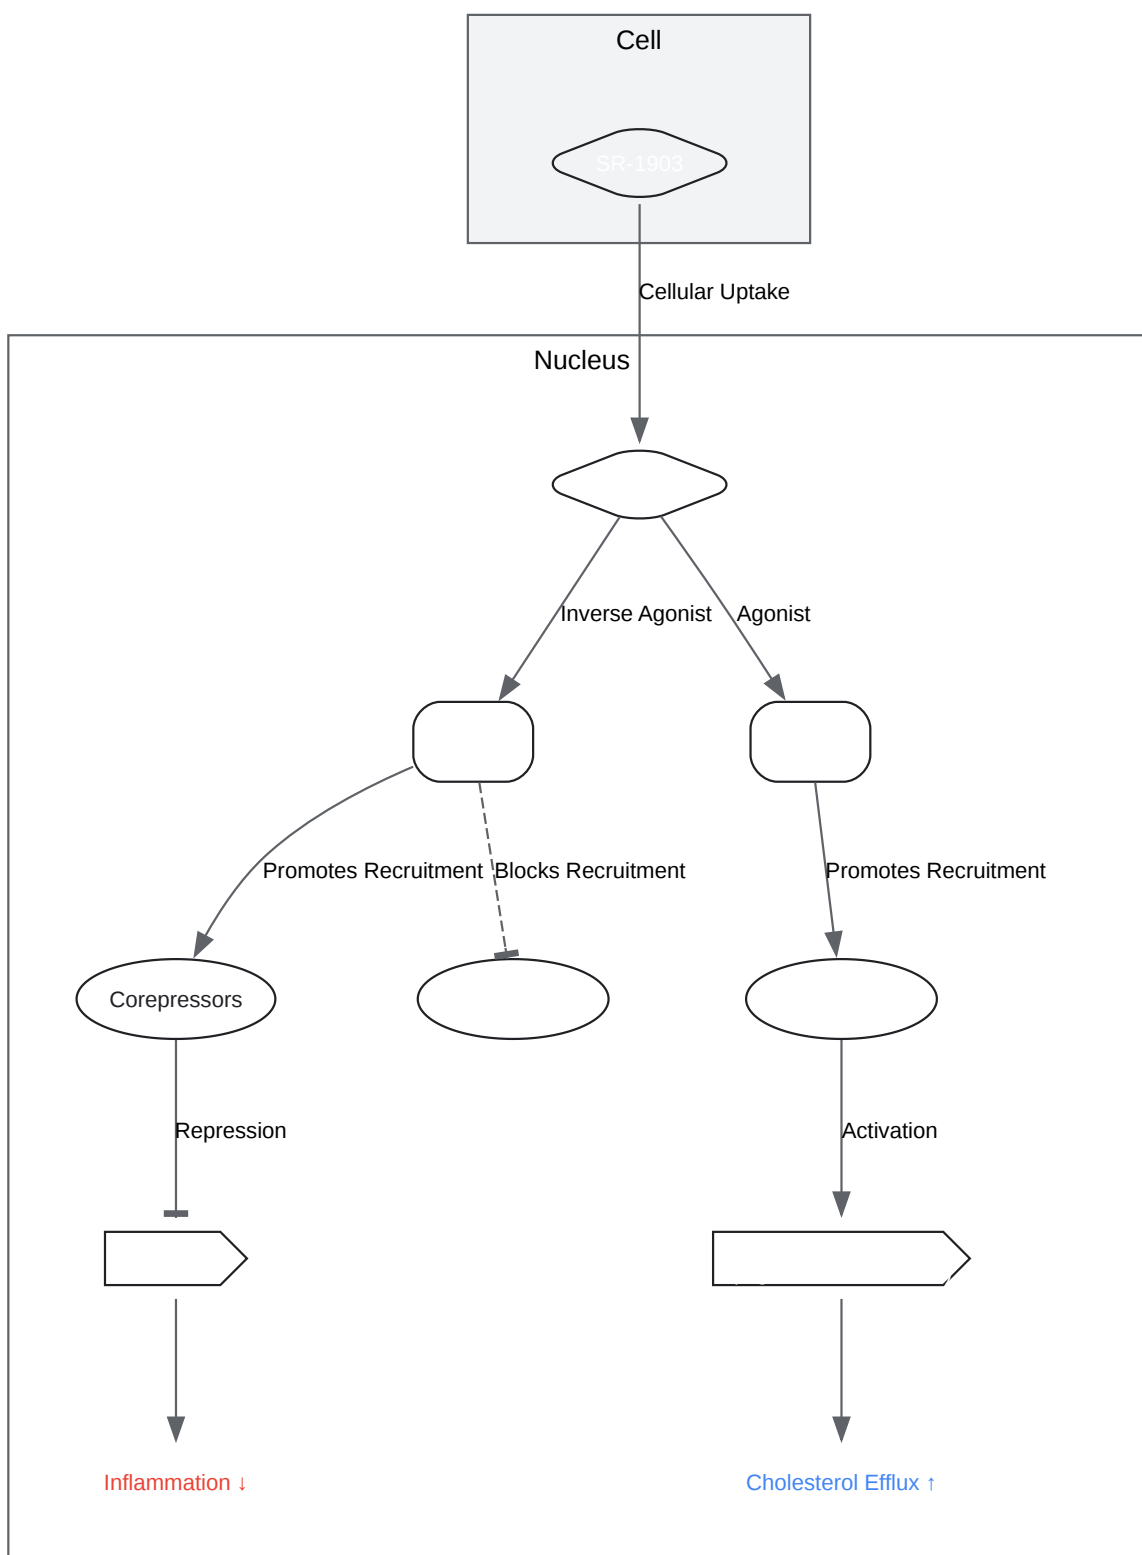 Cell
SR-1903
Cellular Uptake
Nucleus
Inverse Agonist
Agonist
Promotes Recruitment
Blocks Recruitment
Promotes Recruitment
Corepressors
Repression
Activation
Inflammation ↓
Cholesterol Efflux ↑